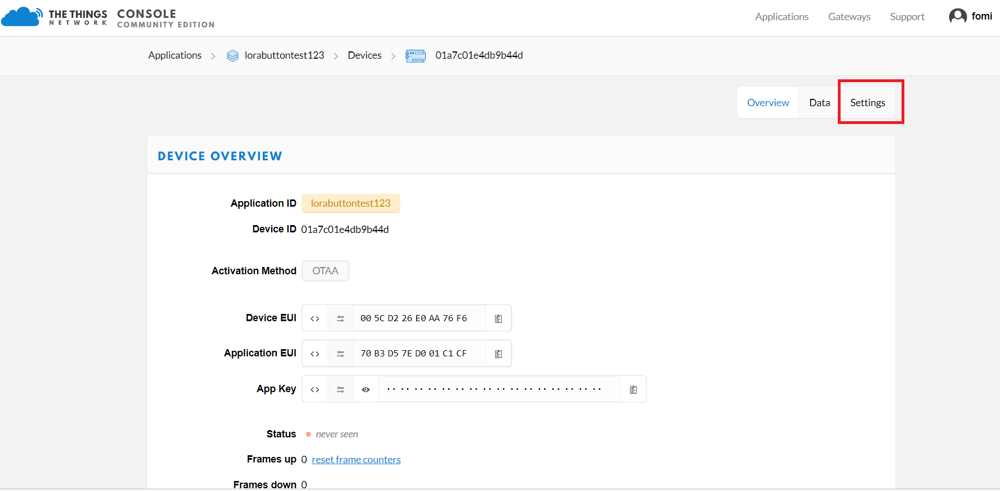 THE THINGS
NETWORK
CONSOLE
COMMUNITY EDITION
Applications Gateways Support fomi
Applications > lorabuttontest123 > Devices > 01a7c01e4db9b44d
Overview Data Settings
DEVICE OVERVIEW
Application ID lorabuttontest123
Device ID 01a7c01e4db9b44d
Activation Method OTAA
Device EUI <> 00 5C D2 26 E0 AA 76 F6
Application EUI <> 70 B3 D5 7E D0 01 C1 CF
App Key <> ·· ·· ·· ·· ·· ·· ·· ·· ·· ·· ·· ·· ·· ·· ·· ··
Status never seen
Frames up 0 reset frame counters
Frames down 0